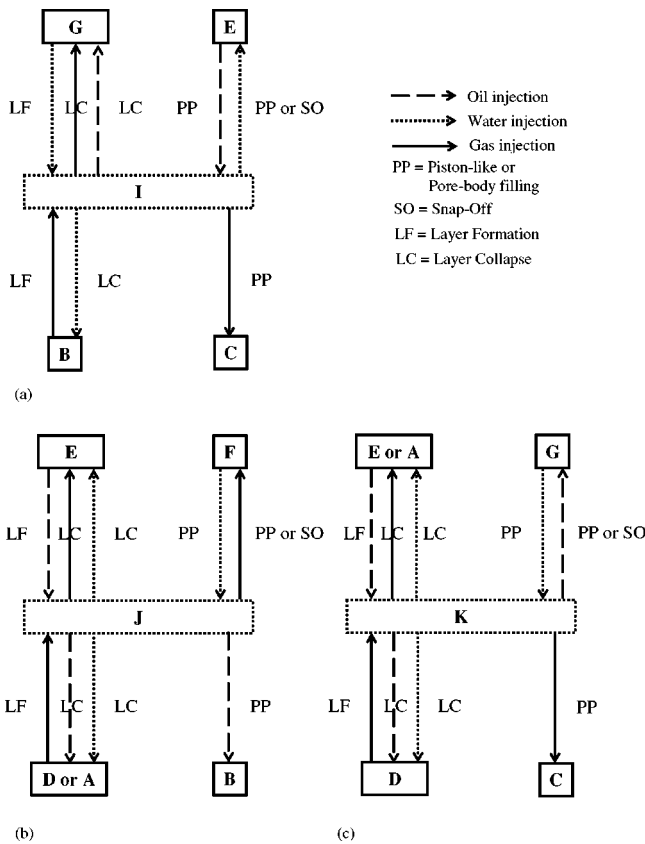 G
E
LF
LC
LC
PP
PP or SO
I
LF
LC
PP
B
C
(a)
Oil injection
Water injection
Gas injection
PP = Piston-like or
Pore-body filling
SO = Snap-Off
LF = Layer Formation
LC = Layer Collapse
E
F
LF
LC
LC
PP
PP or SO
J
LF
LC
LC
PP
D or A
B
(b)
E or A
G
LF
LC
LC
PP
PP or SO
K
LF
LC
LC
PP
D
C
(c)